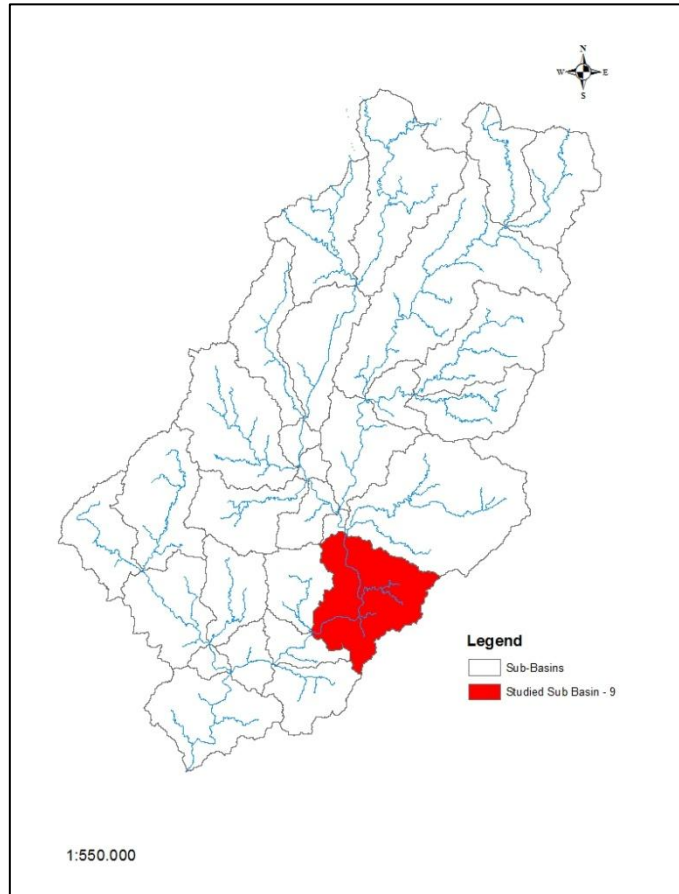 N
W E
S
Legend
Sub-Basins
Studied Sub Basin - 9
1:550.000